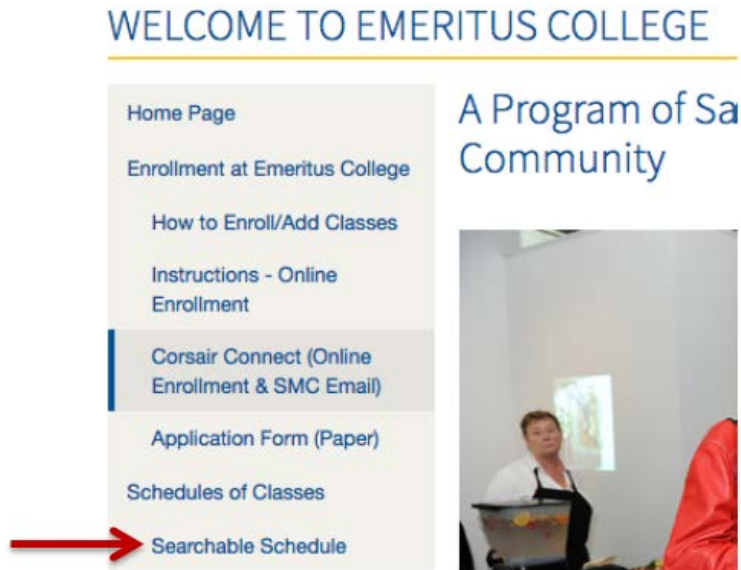 WELCOME TO EMERITUS COLLEGE
Home Page
Enrollment at Emeritus College
How to Enroll/Add Classes
Instructions - Online
Enrollment
Corsair Connect (Online
Enrollment & SMC Email)
Application Form (Paper)
Schedules of Classes
Searchable Schedule
A Program of Sa
Community